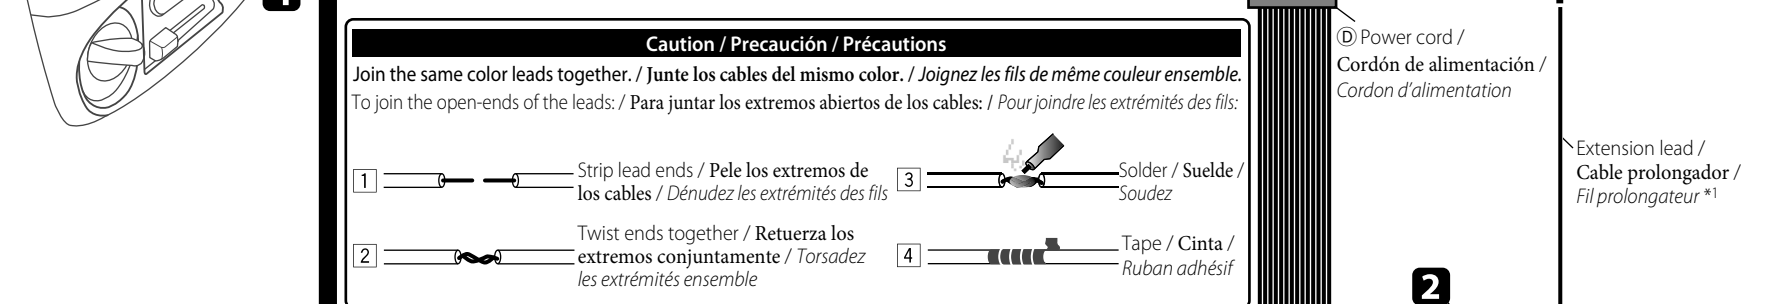 1
Caution / Precaución / Précautions
Join the same color leads together. / Junte los cables del mismo color. / Joignez les fils de même couleur ensemble.
To join the open-ends of the leads: / Para juntar los extremos abiertos de los cables: / Pour joindre les extrémités des fils:
1
Strip lead ends / Pele los extremos de
los cables / Dénudez les extrémités des fils
2
Twist ends together / Retuerza los
extremos conjuntamente / Torsadez
les extrémités ensemble
3
Solder / Suelde /
Soudez
4
Tape / Cinta /
Ruban adhésif
Ⓓ Power cord /
Cordón de alimentación /
Cordon d’alimentation
Extension lead /
Cable prolongador /
Fil prolongateur *1
2